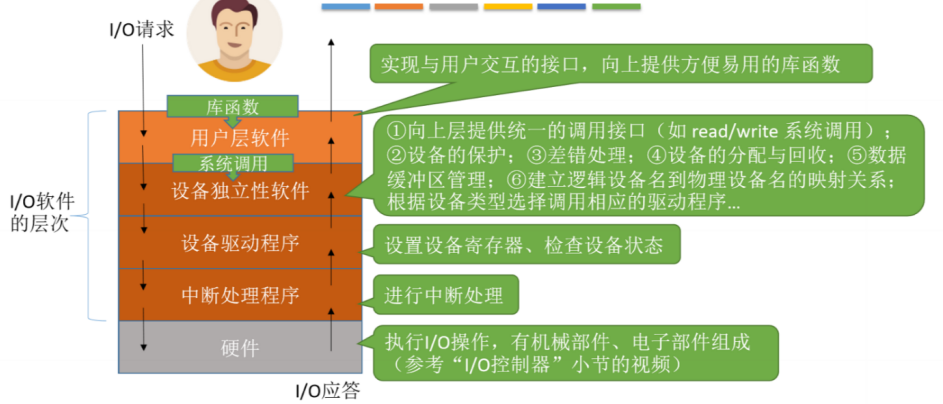 I/O请求
实现与用户交互的接口，向上提供方便易用的库函数
库函数
用户层软件
系统调用
①向上层提供统一的调用接口（如 read/write 系统调用）；
②设备的保护；③差错处理；④设备的分配与回收；⑤数据
缓冲区管理；⑥建立逻辑设备名到物理设备名的映射关系；
根据设备类型选择调用相应的驱动程序…
设备独立性软件
I/O软件
的层次
设备驱动程序
设置设备寄存器、检查设备状态
中断处理程序
进行中断处理
硬件
执行I/O操作，有机械部件、电子部件组成
（参考“I/O控制器”小节的视频）
I/O应答